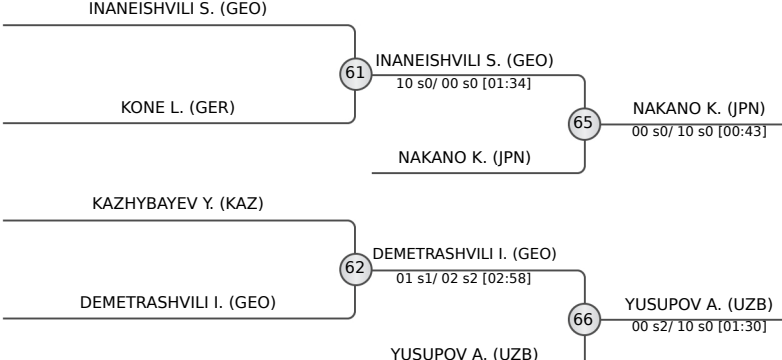 INANEISHVILI S. (GEO)
61
INANEISHVILI S. (GEO)
10 s0/ 00 s0 [01:34]
KONE L. (GER)
65
NAKANO K. (JPN)
00 s0/ 10 s0 [00:43]
NAKANO K. (JPN)
KAZHYBAYEV Y. (KAZ)
62
DEMETRASHVILI I. (GEO)
01 s1/ 02 s2 [02:58]
DEMETRASHVILI I. (GEO)
66
YUSUPOV A. (UZB)
00 s2/ 10 s0 [01:30]
YUSUPOV A. (UZB)